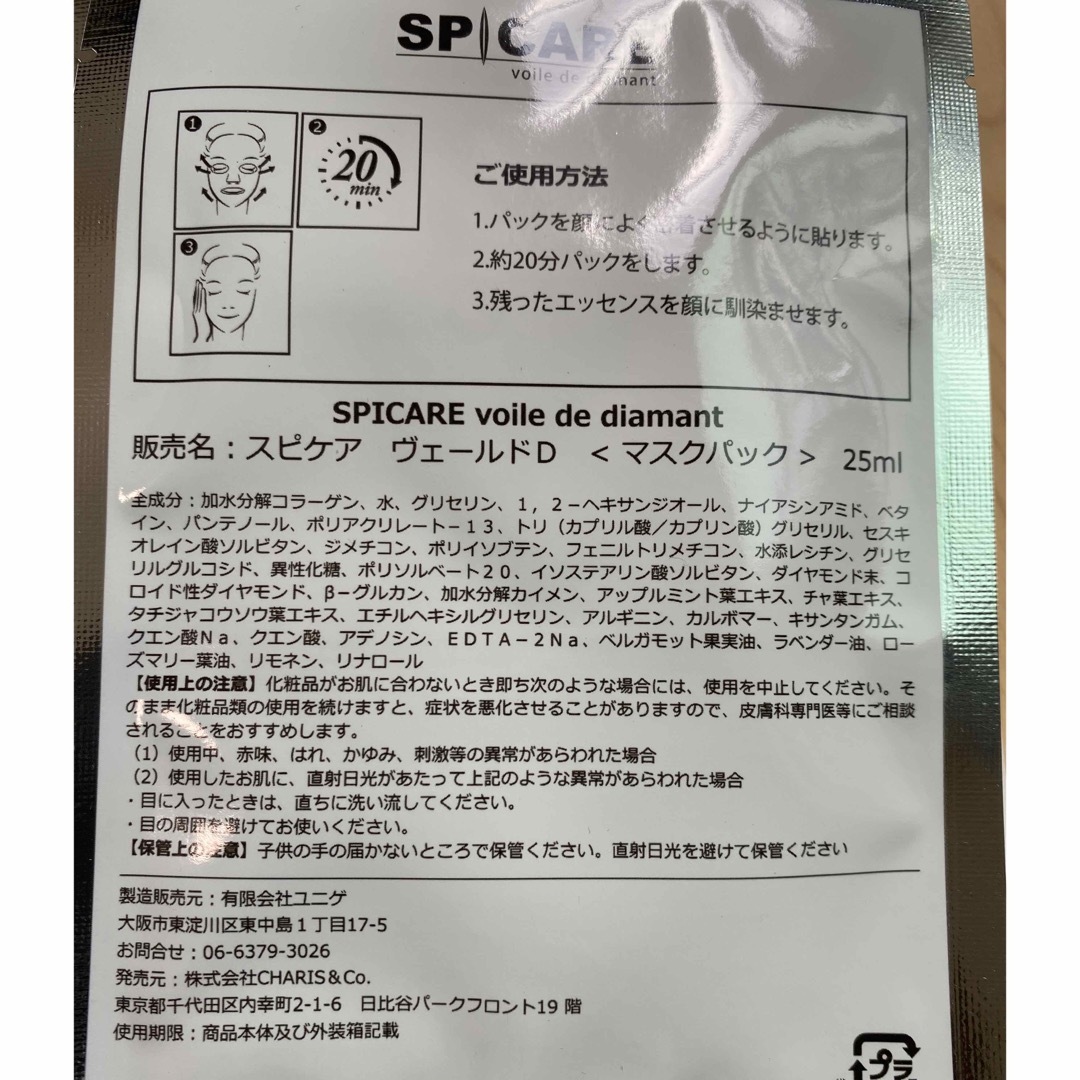 SPICARE
voile de diamant
❶
❷
20
min
❸
ご使用方法
1.パックを顔によく密着させるように貼ります。
2.約20分パックをします。
3.残ったエッセンスを顔に馴染ませます。
SPICARE voile de diamant
販売名：スピケア　ヴェールドD　＜マスクパック＞　25ml
全成分：加水分解コラーゲン、水、グリセリン、１，２－ヘキサンジオール、ナイアシンアミド、ベタ
イン、パンテノール、ポリアクリレート－１３、トリ（カプリル酸／カプリン酸）グリセリル、セスキ
オレイン酸ソルビタン、ジメチコン、ポリイソブテン、フェニルトリメチコン、水添レシチン、グリセ
リルグルコシド、異性化糖、ポリソルベート２０、イソステアリン酸ソルビタン、ダイヤモンド末、コ
ロイド性ダイヤモンド、β－グルカン、加水分解カイメン、アップルミント葉エキス、チャ葉エキス、
タチジャコウソウ葉エキス、エチルヘキシルグリセリン、アルギニン、カルボマー、キサンタンガム、
クエン酸Ｎａ、クエン酸、アデノシン、ＥＤＴＡ－２Ｎａ、ベルガモット果実油、ラベンダー油、ロー
ズマリー葉油、リモネン、リナロール
【使用上の注意】化粧品がお肌に合わないとき即ち次のような場合には、使用を中止してください。そ
のまま化粧品類の使用を続けますと、症状を悪化させることがありますので、皮膚科専門医等にご相談
されることをおすすめします。
（1）使用中、赤味、はれ、かゆみ、刺激等の異常があらわれた場合
（2）使用したお肌に、直射日光があたって上記のような異常があらわれた場合
・目に入ったときは、直ちに洗い流してください。
・目の周囲を避けてお使いください。
【保管上の注意】子供の手の届かないところで保管ください。直射日光を避けて保管ください
製造販売元：有限会社ユニゲ
大阪市東淀川区東中島１丁目17-5
お問合せ：06-6379-3026
発売元：株式会社CHARIS＆Co.
東京都千代田区内幸町2-1-6　日比谷パークフロント19 階
使用期限：商品本体及び外装箱記載
プラ